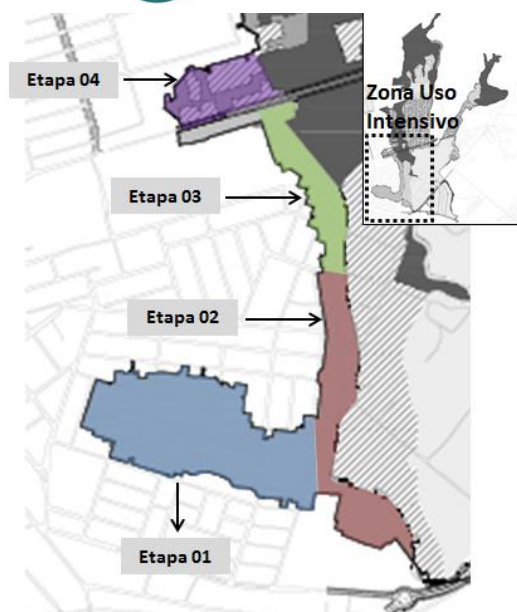 Zona Uso
Intensivo
Etapa 04
Etapa 03
Etapa 02
Etapa 01